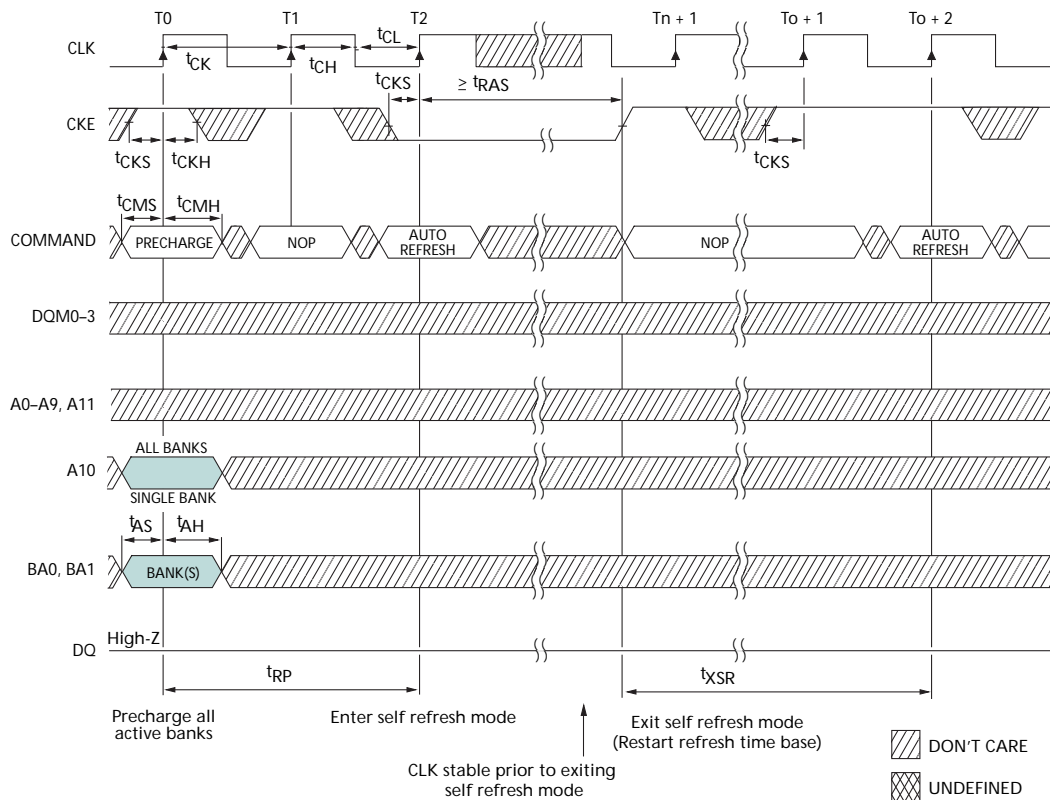 T0 T1 T2 Tn + 1 To + 1 To + 2
CLK
tCK tCH tCL
tCKS ≥ tRAS
CKE
tCKS tCKH tCKS
tCMS tCMH
COMMAND PRECHARGE NOP AUTO REFRESH NOP AUTO REFRESH
DQM0–3
A0–A9, A11
ALL BANKS
A10
SINGLE BANK
tAS tAH
BA0, BA1 BANK(S)
High-Z
DQ
tRP tXSR
Precharge all
active banks
Enter self refresh mode
Exit self refresh mode
(Restart refresh time base)
CLK stable prior to exiting
self refresh mode
DON'T CARE
UNDEFINED